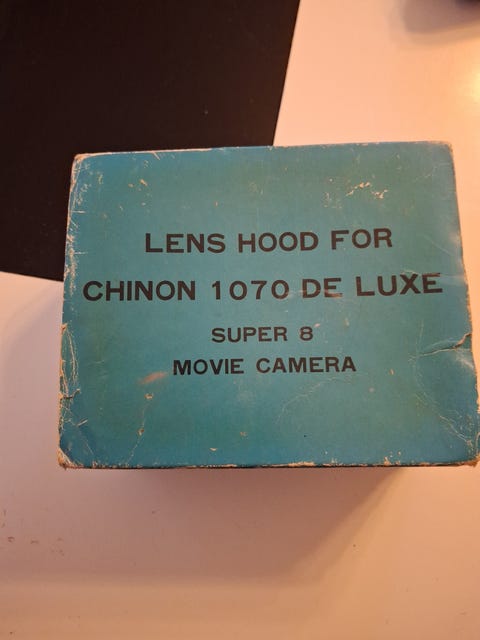 LENS HOOD FOR
CHINON 1070 DE LUXE
SUPER 8
MOVIE CAMERA